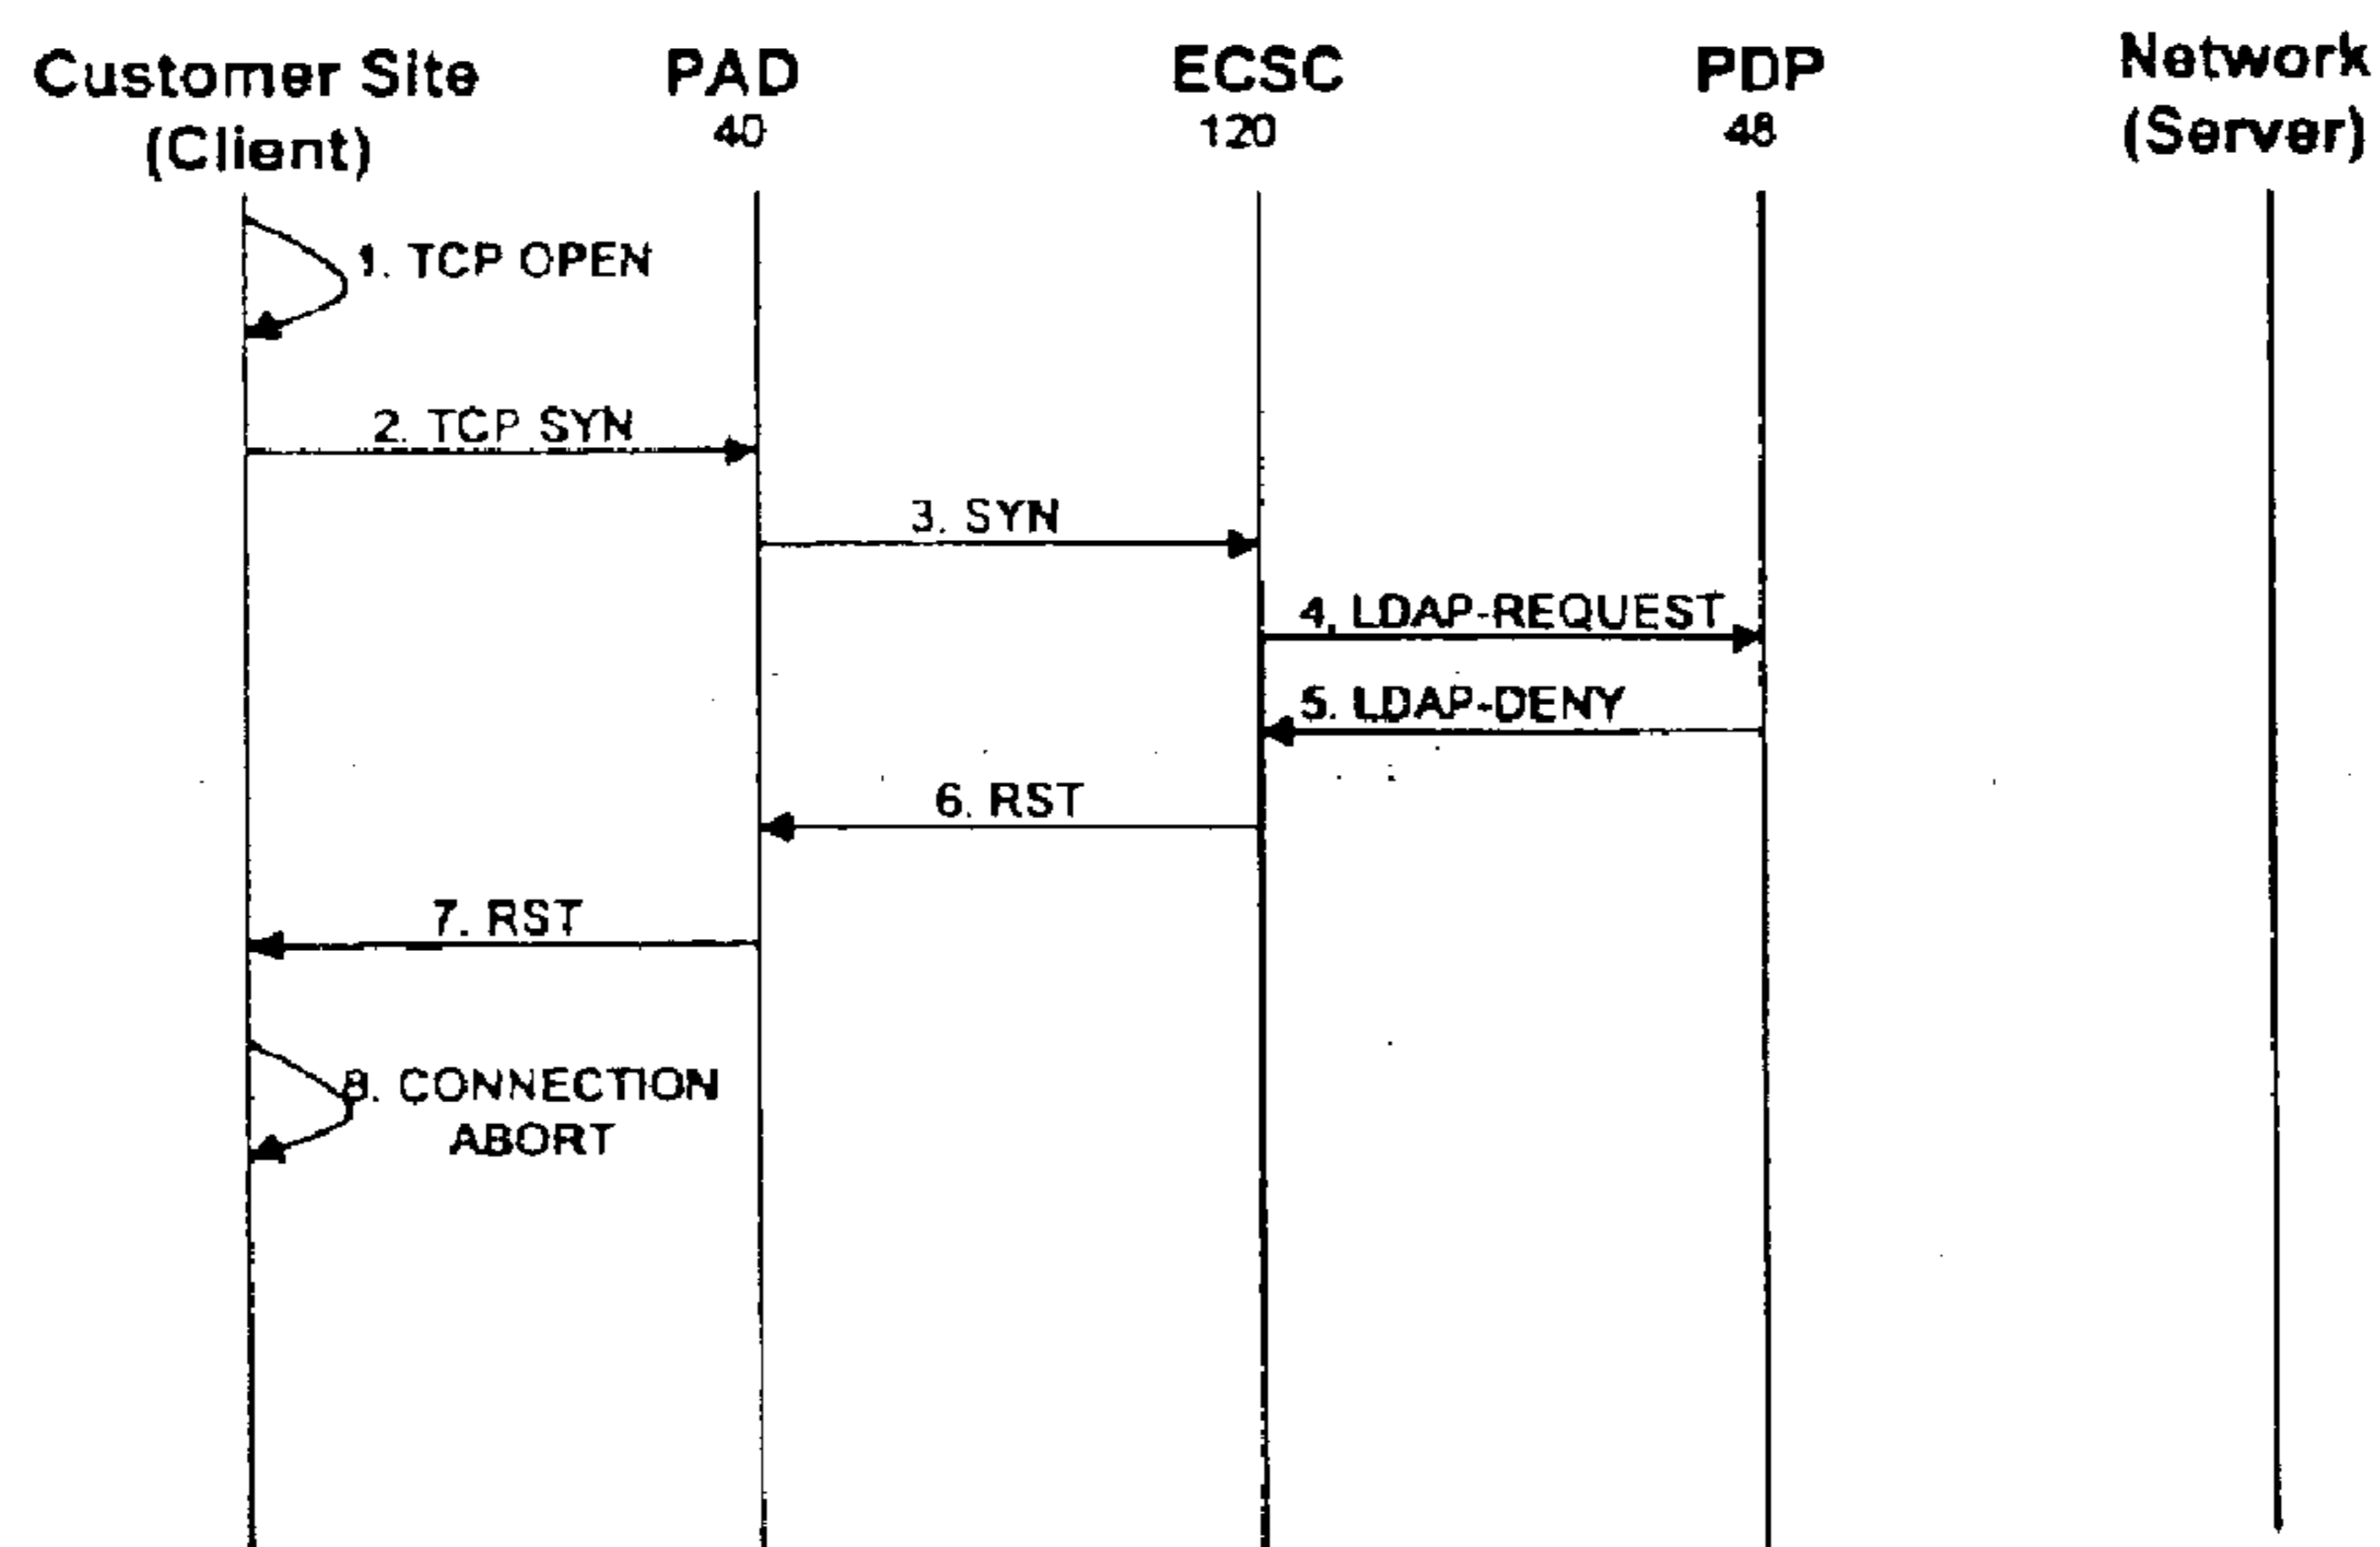 Customer Site
(Client)
PAD
40
ECSC
120
PDP
48
Network
(Server)
1. TCP OPEN
2. TCP SYN
3. SYN
4. LDAP-REQUEST
5. LDAP-DENY
6. RST
7. RST
8. CONNECTION
ABORT